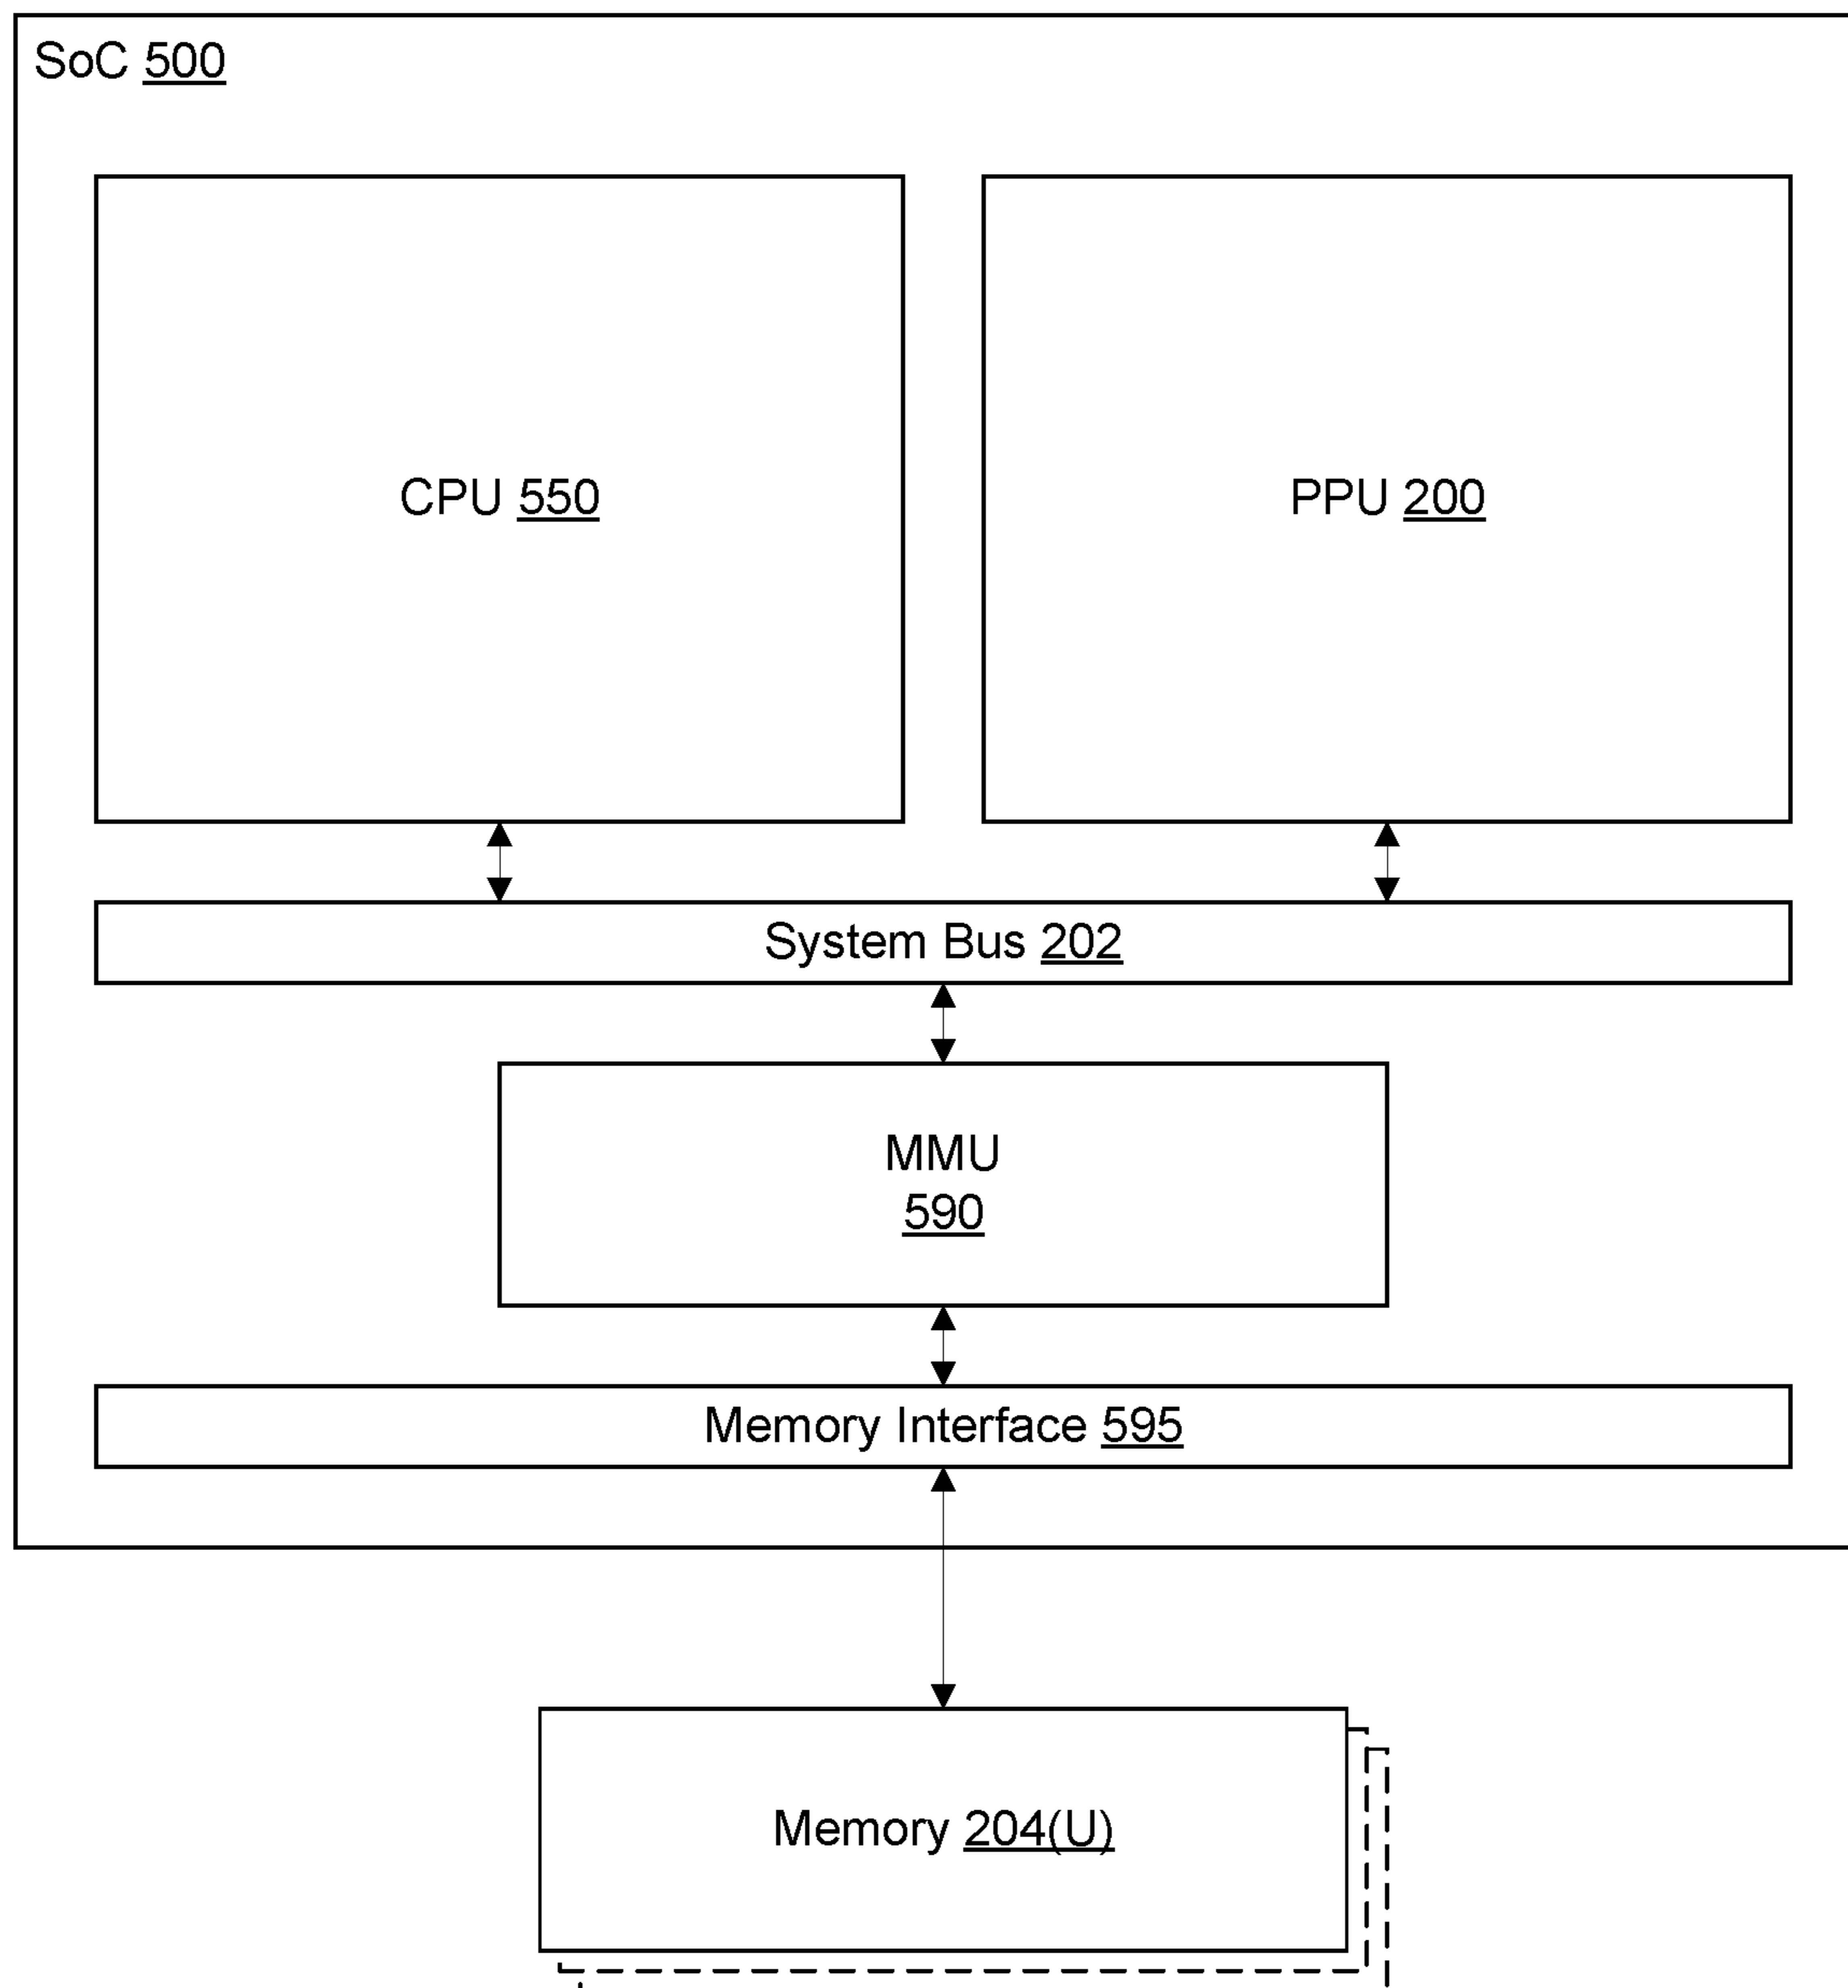 SoC 500
CPU 550
PPU 200
System Bus 202
MMU
590
Memory Interface 595
Memory 204(U)